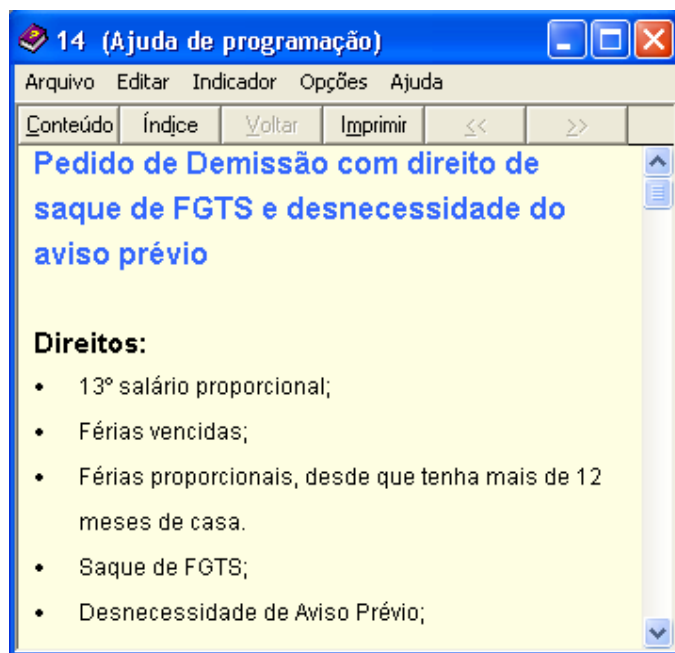 14 (Ajuda de programação)
Arquivo Editar Indicador Opções Ajuda
Conteúdo Índice Voltar Imprimir << >>
Pedido de Demissão com direito de
saque de FGTS e desnecessidade do
aviso prévio
Direitos:
• 13º salário proporcional;
• Férias vencidas;
• Férias proporcionais, desde que tenha mais de 12
meses de casa.
• Saque de FGTS;
• Desnecessidade de Aviso Prévio;